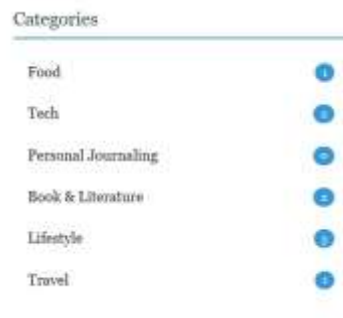 Categories
Food
Tech
Personal Journaling
Book & Literature
Lifestyle
Travel